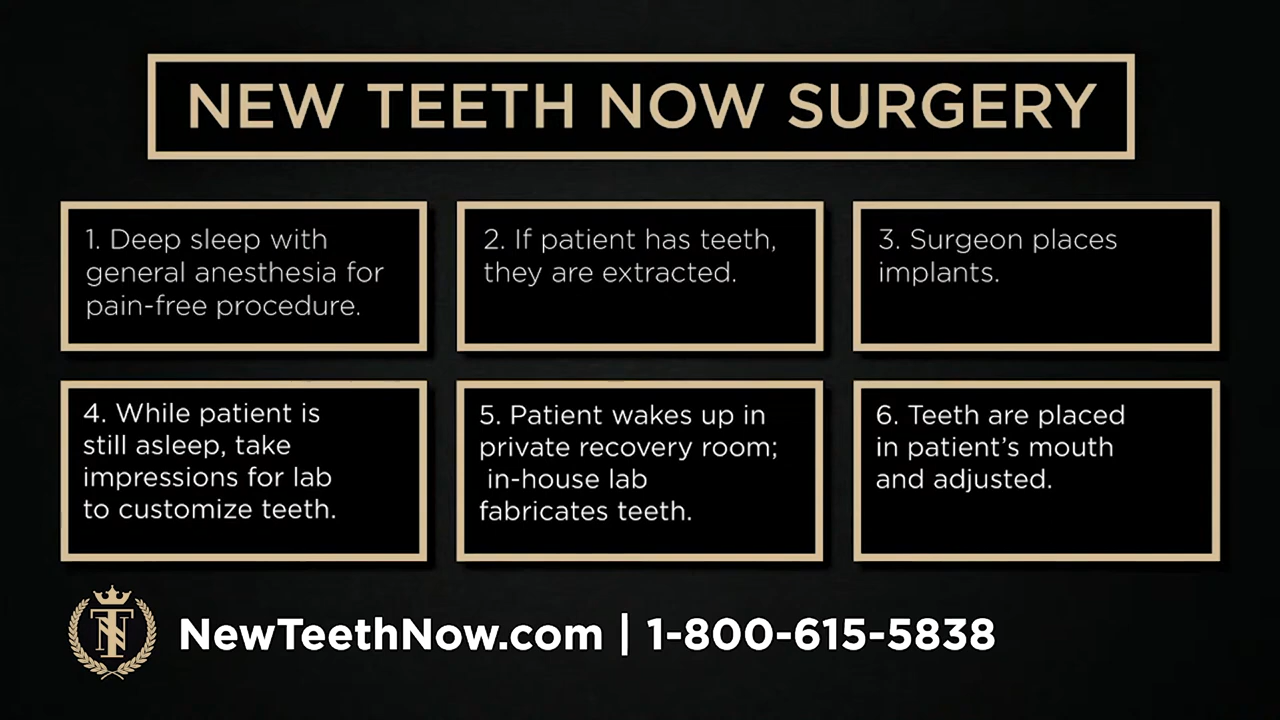 NEW TEETH NOW SURGERY
1. Deep sleep with
general anesthesia for
pain-free procedure.
2. If patient has teeth,
they are extracted.
3. Surgeon places
implants.
4. While patient is
still asleep, take
impressions for lab
to customize teeth.
5. Patient wakes up in
private recovery room;
in-house lab
fabricates teeth.
6. Teeth are placed
in patient's mouth
and adjusted.
NewTeethNow.com | 1-800-615-5838